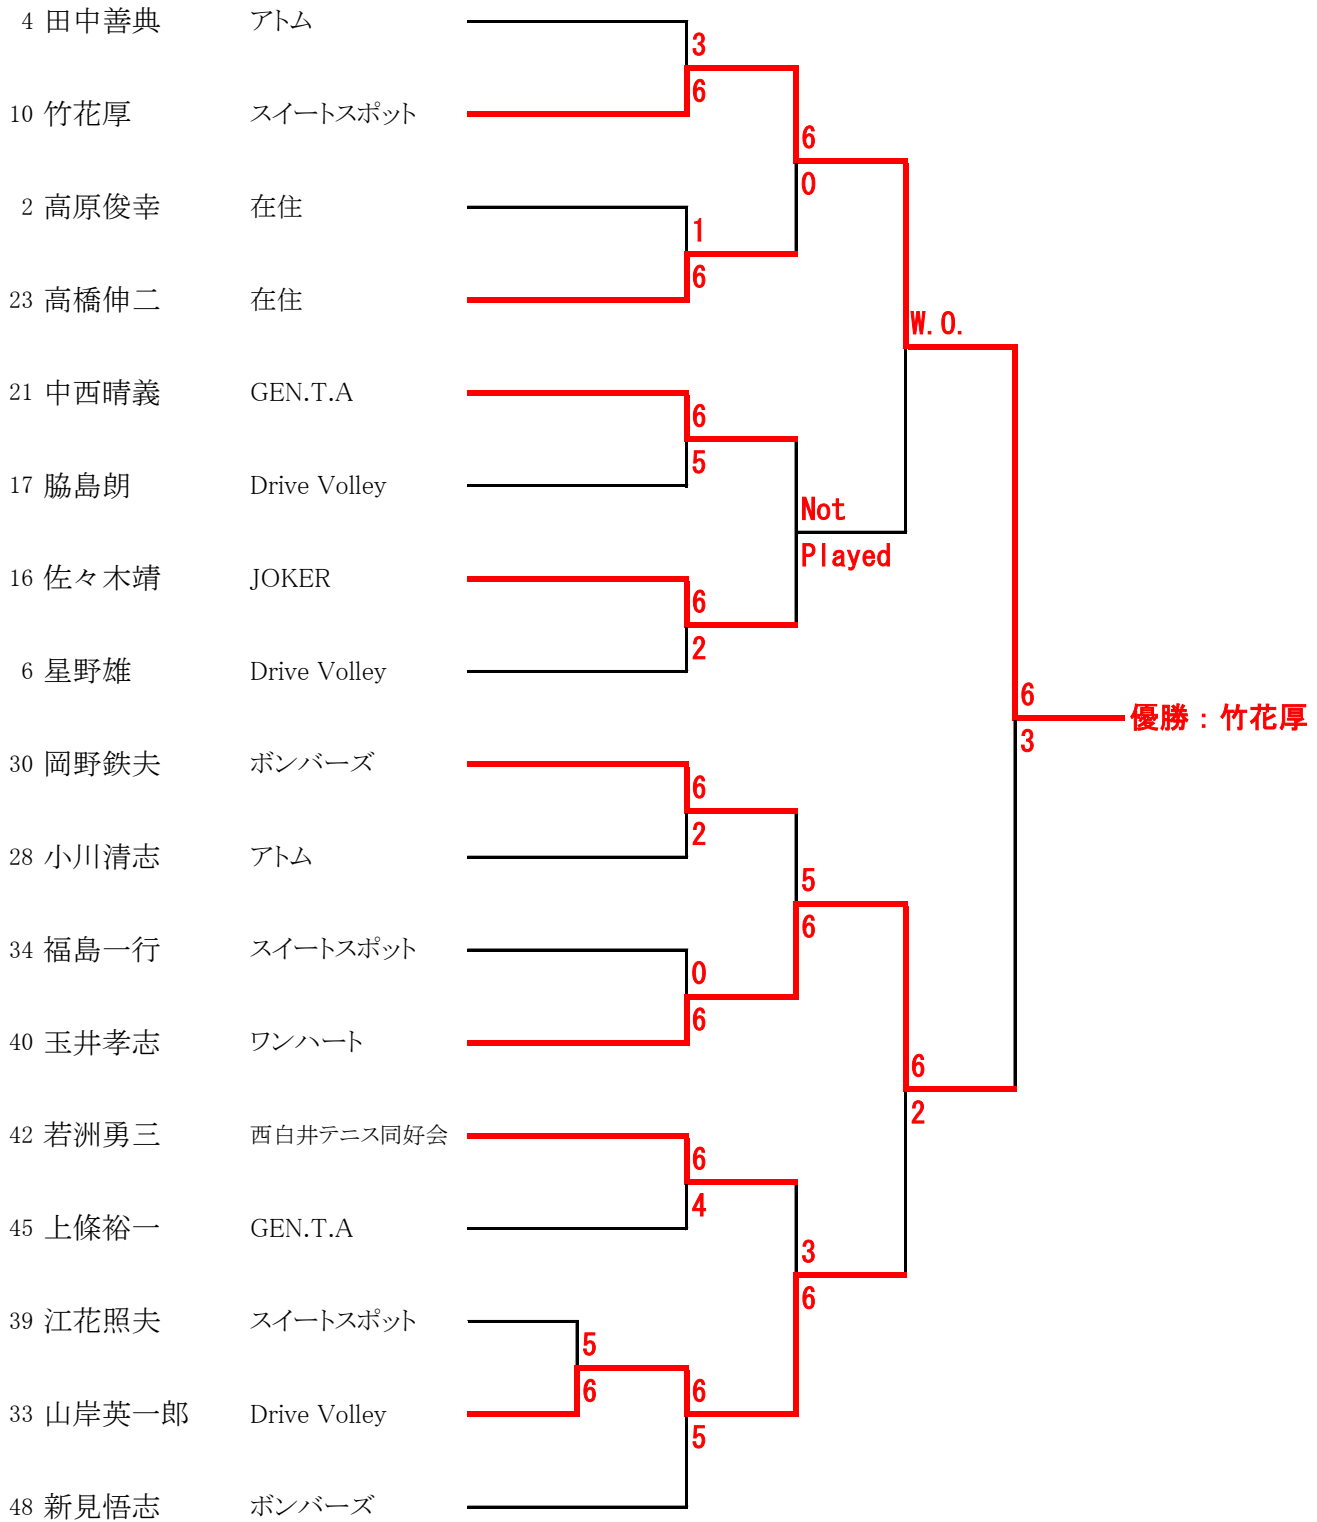 4 田中善典 アトム
3
6
10 竹花厚 スイートスポット
6
0
2 高原俊幸 在住
1
6
23 高橋伸二 在住
W.O.
21 中西晴義 GEN.T.A
6
5
17 脇島朗 Drive Volley
Not
Played
16 佐々木靖 JOKER
6
2
6 星野雄 Drive Volley
6
優勝：竹花厚
3
30 岡野鉄夫 ボンバーズ
6
2
28 小川清志 アトム
5
6
34 福島一行 スイートスポット
0
6
40 玉井孝志 ワンハート
6
2
42 若洲勇三 西白井テニス同好会
6
4
45 上條裕一 GEN.T.A
3
6
39 江花照夫 スイートスポット
5
6 6
33 山岸英一郎 Drive Volley
5
48 新見悟志 ボンバーズ